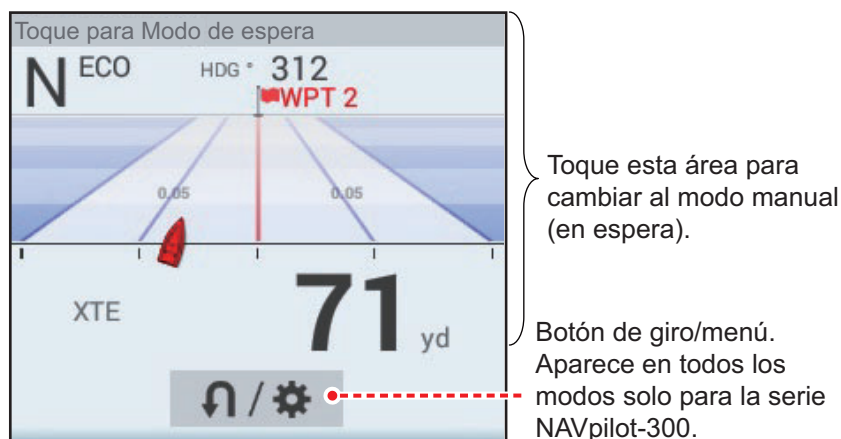 Toque para Modo de espera
N ECO HDG ° 312
WPT 2
0.05 0.05
XTE 71 yd
/
Toque esta área para
cambiar al modo manual
(en espera).
Botón de giro/menú.
Aparece en todos los
modos solo para la serie
NAVpilot-300.